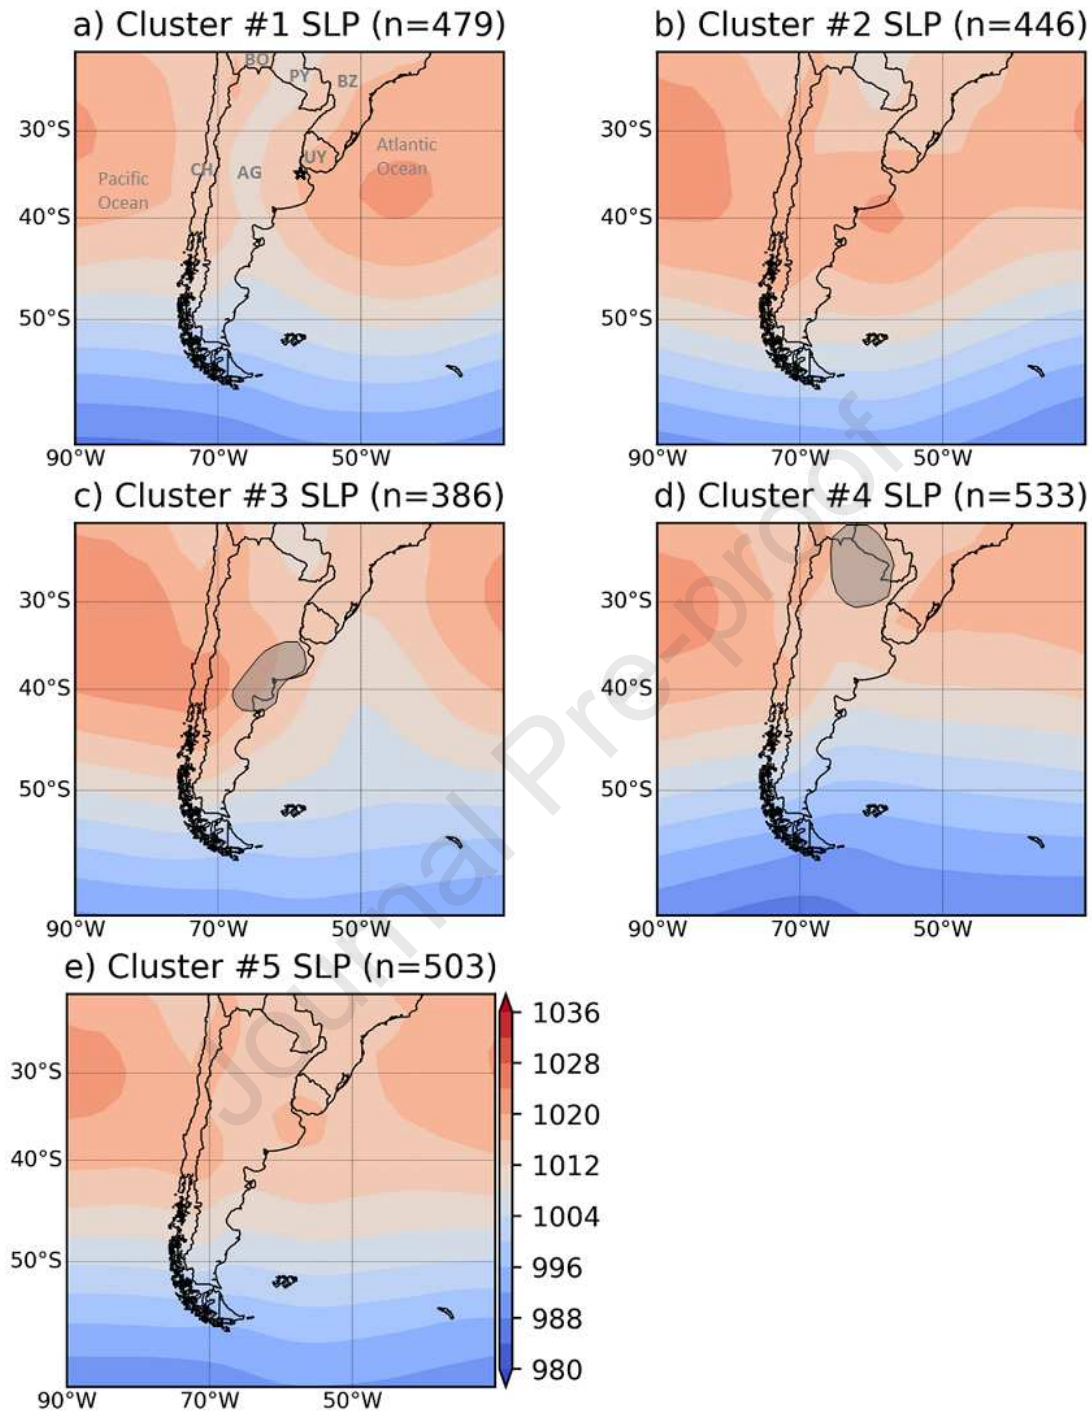 a) Cluster #1 SLP (n=479)
b) Cluster #2 SLP (n=446)
BO
PY
BZ
30°S
30°S
Atlantic
Ocean
UY
CH
AG
Pacific
Ocean
40°S
40°S
50°S
50°S
90°W
70°W
50°W
90°W
70°W
50°W
c) Cluster #3 SLP (n=386)
d) Cluster #4 SLP (n=533)
30°S
30°S
40°S
40°S
50°S
50°S
90°W
70°W
50°W
90°W
70°W
50°W
e) Cluster #5 SLP (n=503)
30°S
40°S
50°S
90°W
70°W
50°W
1036
1028
1020
1012
1004
996
988
980
Journal Pre-proof